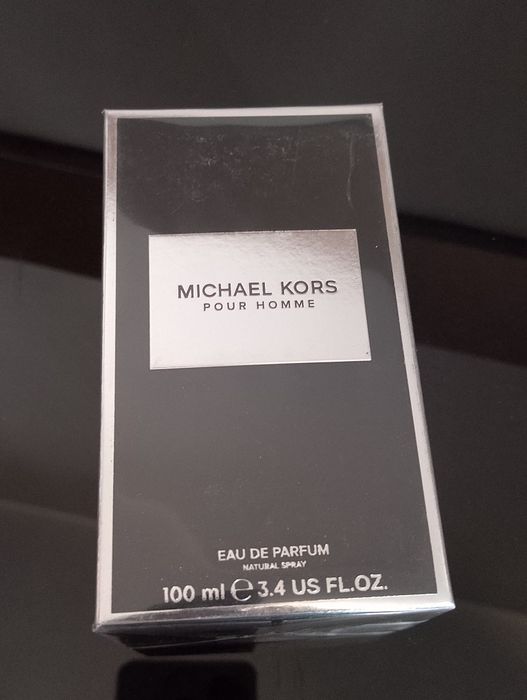 MICHAEL KORS
POUR HOMME
EAU DE PARFUM
NATURAL SPRAY
100 ml ℮ 3.4 US FL.OZ.